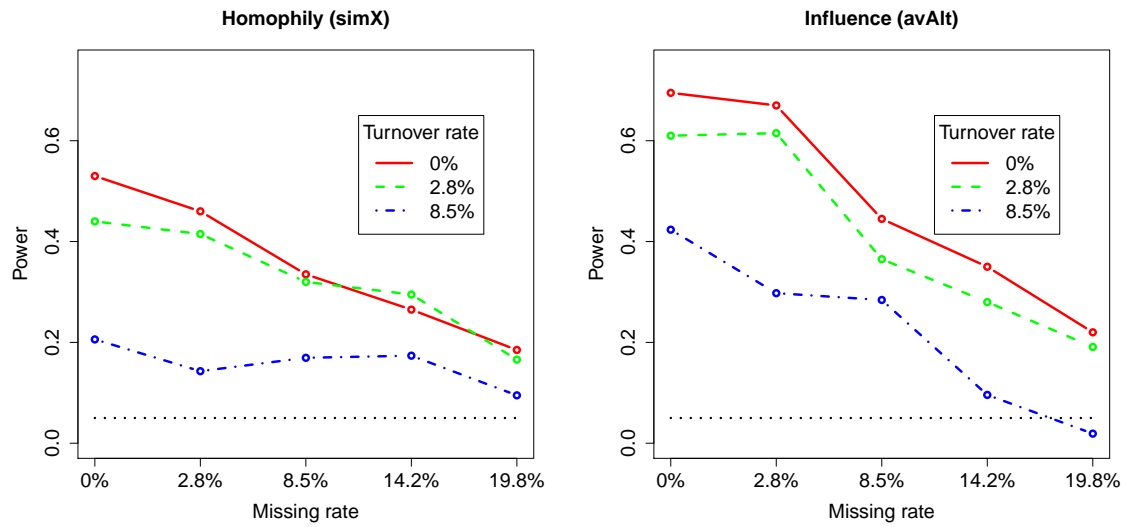 Homophily (simX)
Power
0.6
0.4
0.2
0.0
Turnover rate
0%
2.8%
8.5%
0% 2.8% 8.5% 14.2% 19.8%
Missing rate
Influence (avAlt)
Power
0.6
0.4
0.2
0.0
Turnover rate
0%
2.8%
8.5%
0% 2.8% 8.5% 14.2% 19.8%
Missing rate